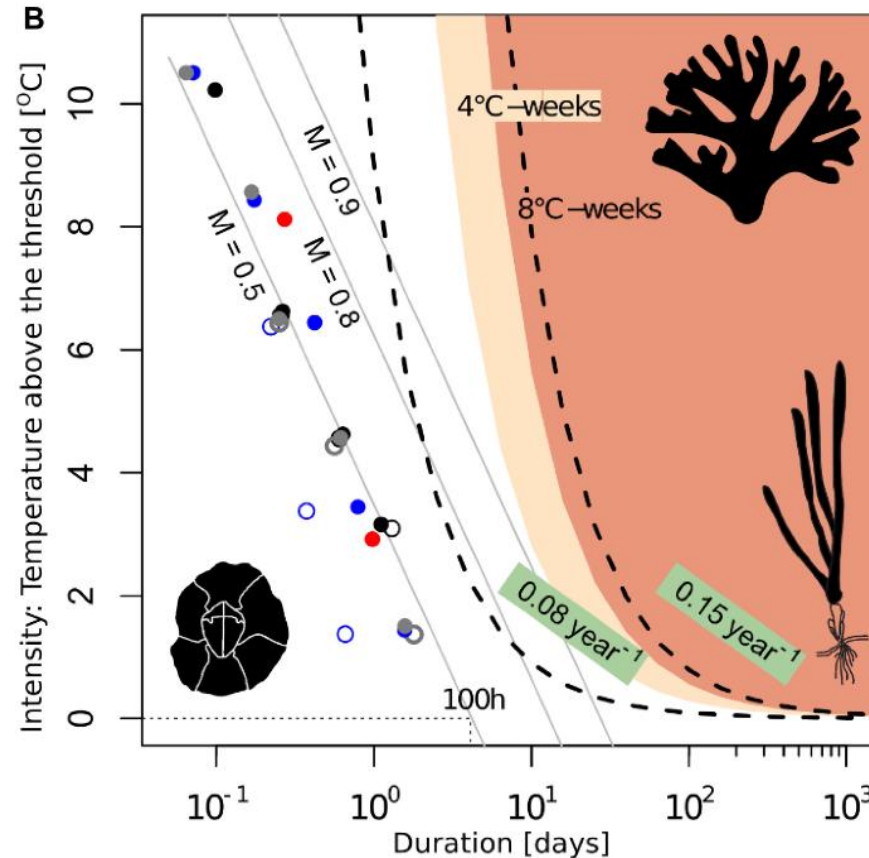 B
Intensity: Temperature above the threshold [°C]
10
8
6
4
2
0
4°C–weeks
8°C–weeks
M = 0.9
M = 0.8
M = 0.5
0.08 year⁻¹
0.15 year⁻¹
100h
10⁻¹
10⁰
10¹
10²
10³
Duration [days]